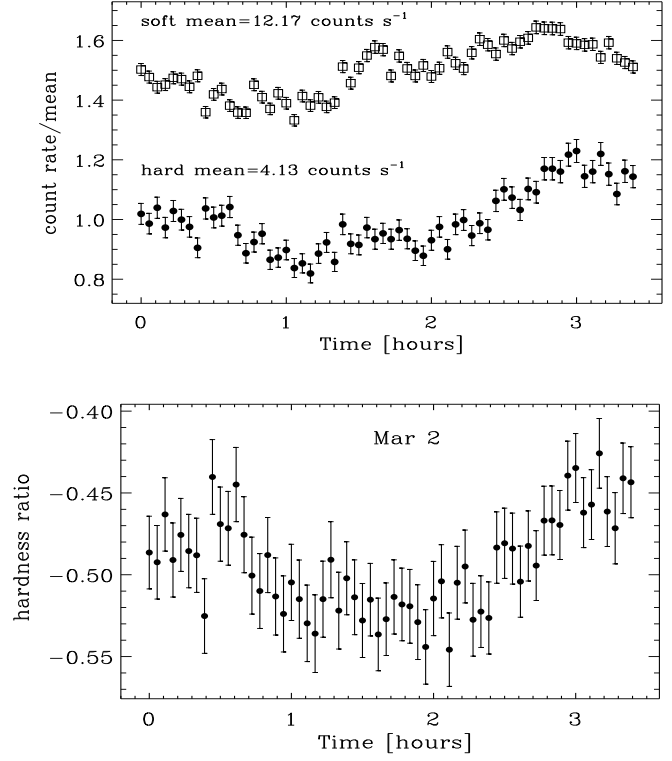 soft mean=12.17 counts s⁻¹
1.6
1.4
hard mean=4.13 counts s⁻¹
1.2
1.0
0.8
count rate/mean
0 1 2 3
Time [hours]
−0.40
Mar 2
−0.45
−0.50
−0.55
hardness ratio
0 1 2 3
Time [hours]